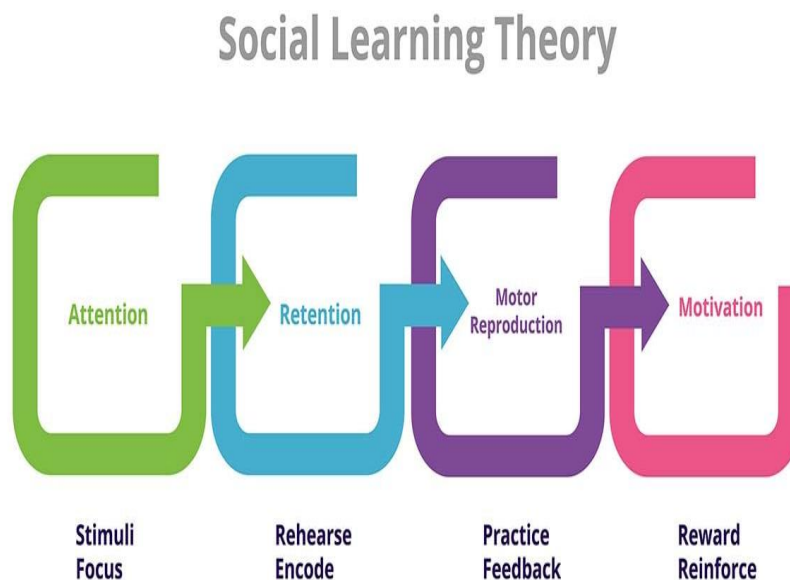 Social Learning Theory
Attention
Retention
Motor
Reproduction
Motivation
Stimuli
Focus
Rehearse
Encode
Practice
Feedback
Reward
Reinforce